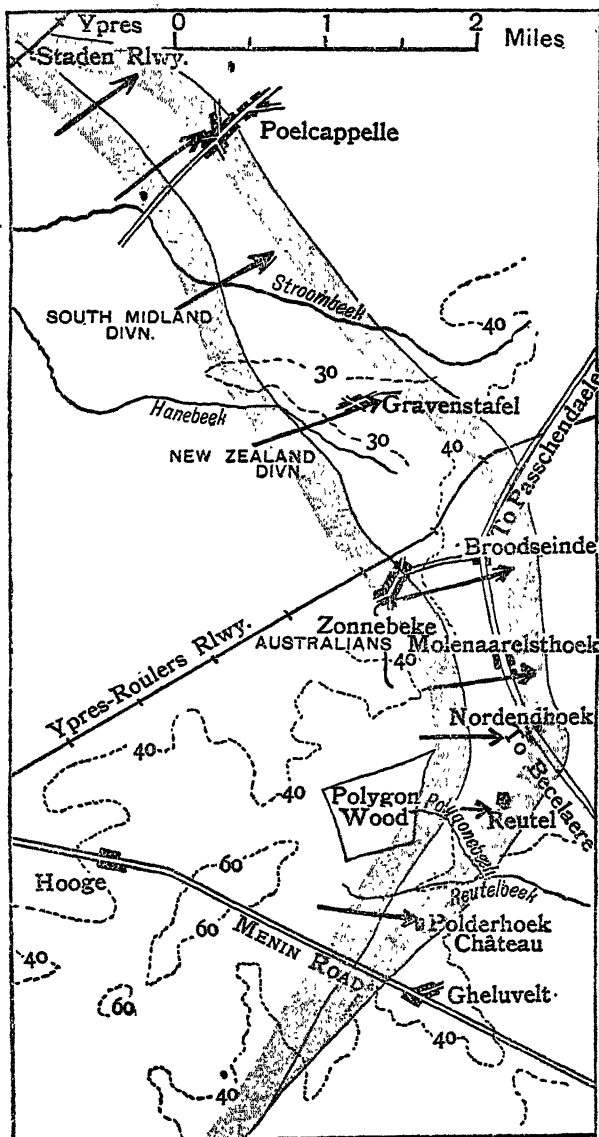 0 1 2 Miles
Ypres
Staden Rlwy.
Poelcappelle
Stroombeek
SOUTH MIDLAND
DIVN.
40
30
Hanebeek
Gravenstafel
30
40
NEW ZEALAND
DIVN.
To Passchendaele
Broodseinde
Zonnebeke
AUSTRALIANS
Molenaarelsthoek
40
Ypres-Roulers Rlwy.
Nordendhoek
To Becelaere
40
40
Polygon
Wood
Polygonebeek
Reutel
Hooge
60
Reutelbeek
60
MENIN ROAD
Polderhoek
Château
40
60
Gheluvelt
40
40